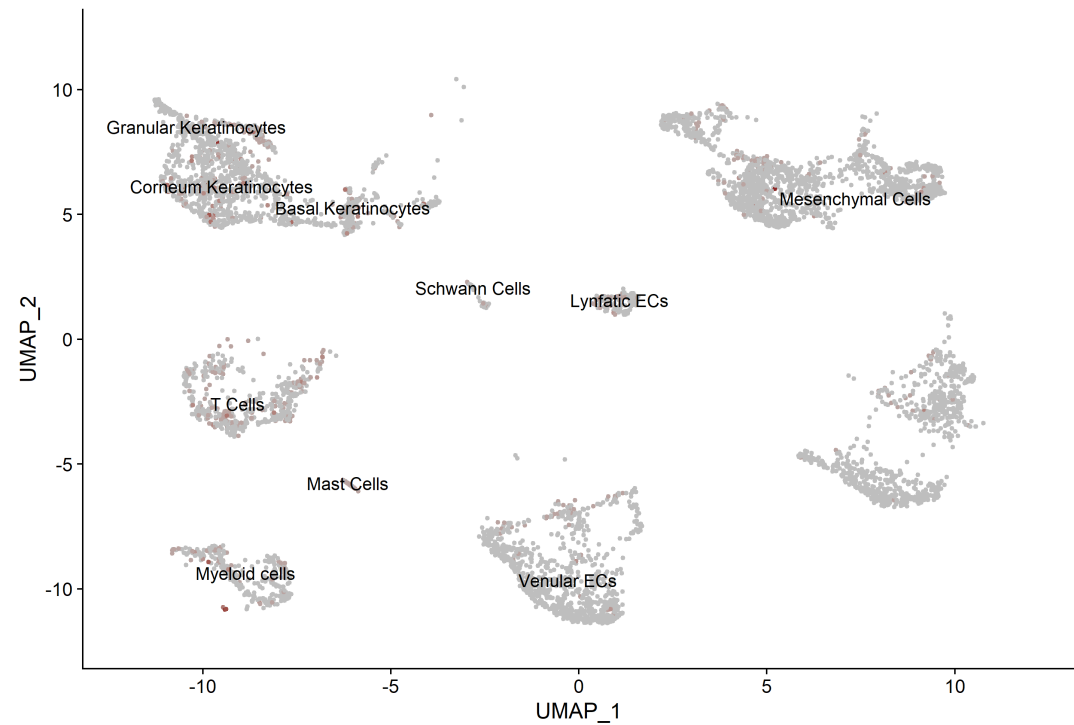 10
5
0
-5
-10
UMAP_2
Granular Keratinocytes
Corneum Keratinocytes
Basal Keratinocytes
Mesenchymal Cells
Schwann Cells
Lynfatic ECs
T Cells
Mast Cells
Myeloid cells
Venular ECs
-10
-5
0
5
10
UMAP_1